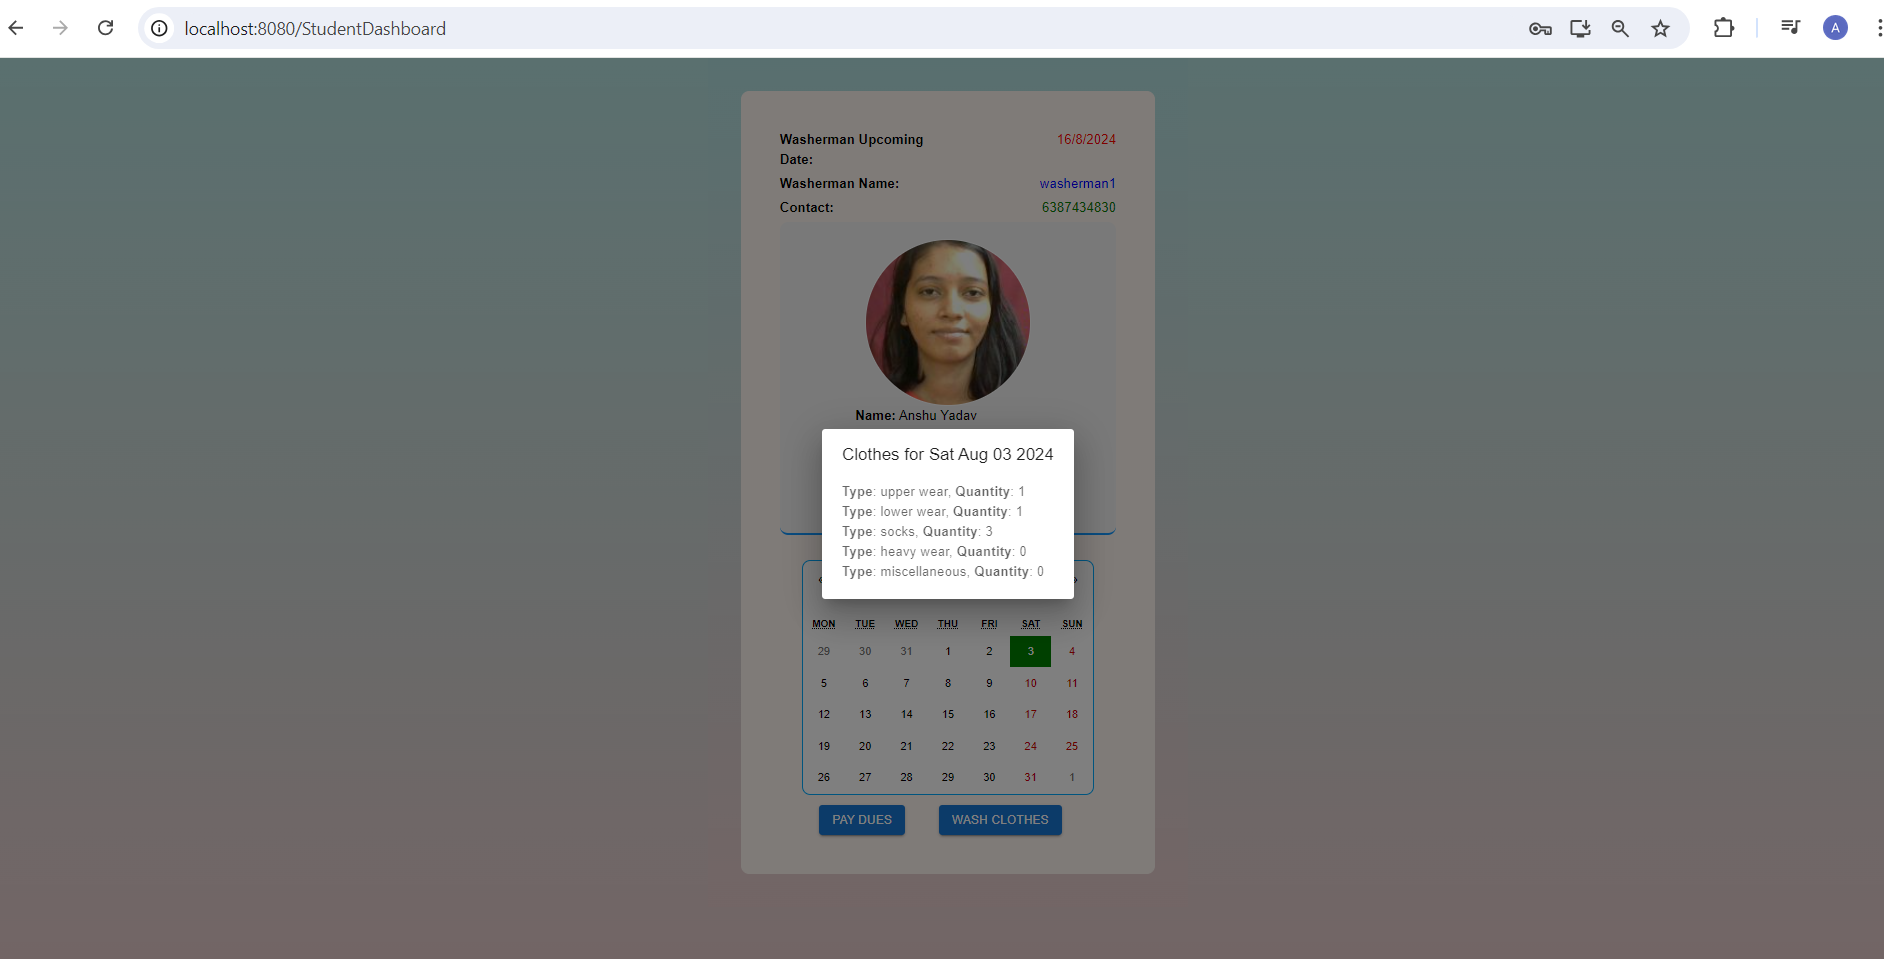 localhost:8080/StudentDashboard
A
Washerman Upcoming Date: 16/8/2024
Washerman Name: washerman1
Contact: 6387434830
Name: Anshu Yadav
Clothes for Sat Aug 03 2024
Type: upper wear, Quantity: 1
Type: lower wear, Quantity: 1
Type: socks, Quantity: 3
Type: heavy wear, Quantity: 0
Type: miscellaneous, Quantity: 0
MON TUE WED THU FRI SAT SUN
29 30 31 1 2 3 4
5 6 7 8 9 10 11
12 13 14 15 16 17 18
19 20 21 22 23 24 25
26 27 28 29 30 31 1
PAY DUES WASH CLOTHES